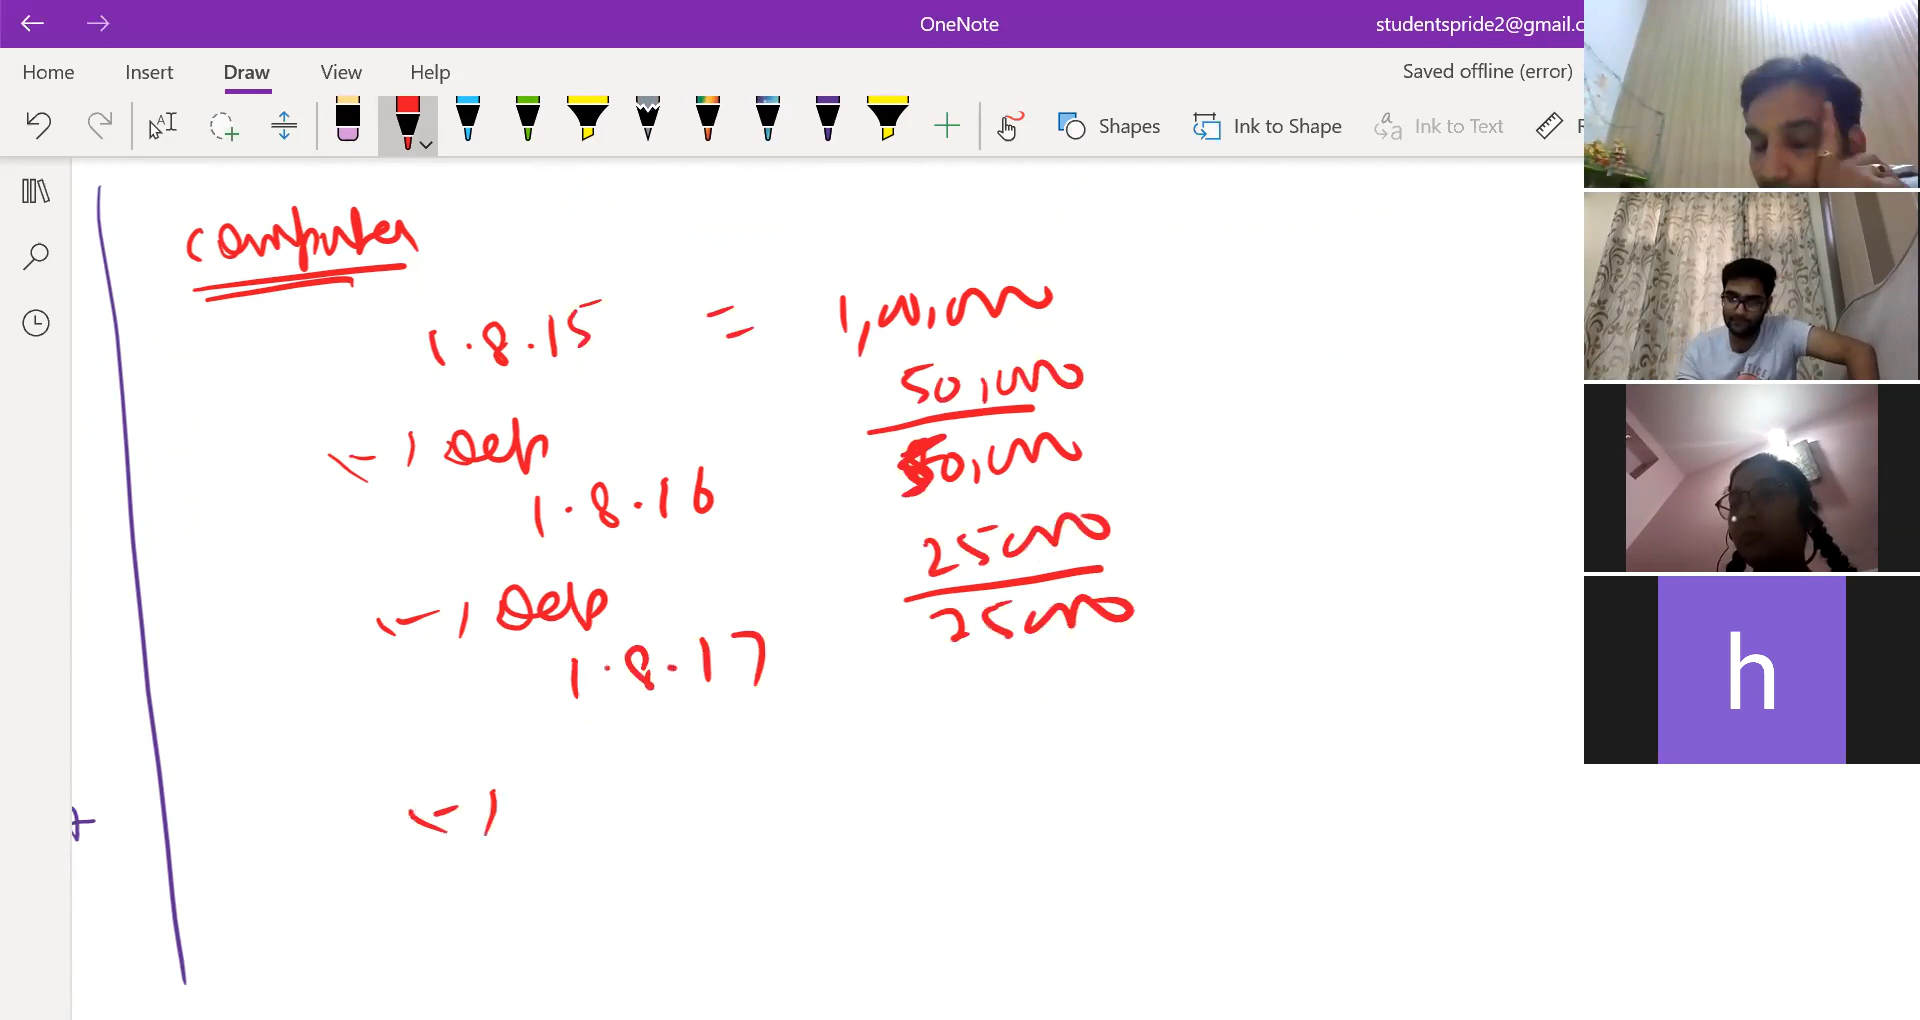 OneNote
studentspride2@gmail.c
Home Insert Draw View Help
Saved offline (error)
Shapes Ink to Shape Ink to Text
computer
1.8.15 = 1,00,000
50,000
(-) Dep 50,000
1.8.16
25000
(-) Dep 25000
1.8.17
(-)
h